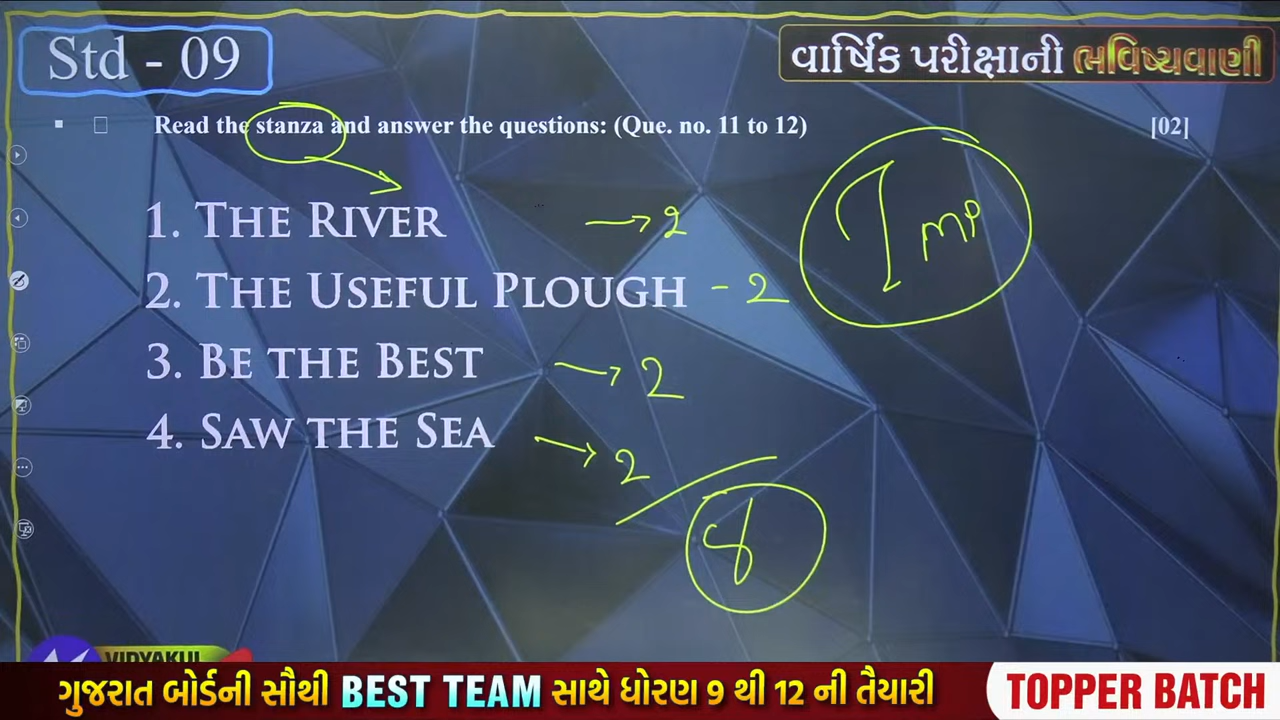 Std - 09
વાર્ષિક પરીક્ષાની ભવિષ્યવાણી
Read the stanza and answer the questions: (Que. no. 11 to 12) [02]
1. THE RIVER → 2
Imp
2. THE USEFUL PLOUGH - 2
3. BE THE BEST → 2
4. SAW THE SEA → 2
8
VIDYAKUL
ગુજરાત બોર્ડની સૌથી BEST TEAM સાથે ધોરણ 9 થી 12 ની તૈયારી
TOPPER BATCH